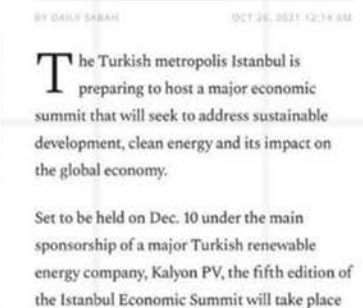 BY DAILY SABAH OCT 26, 2021 12:14 AM
The Turkish metropolis Istanbul is
preparing to host a major economic
summit that will seek to address sustainable
development, clean energy and its impact on
the global economy.
Set to be held on Dec. 10 under the main
sponsorship of a major Turkish renewable
energy company, Kalyon PV, the fifth edition of
the Istanbul Economic Summit will take place